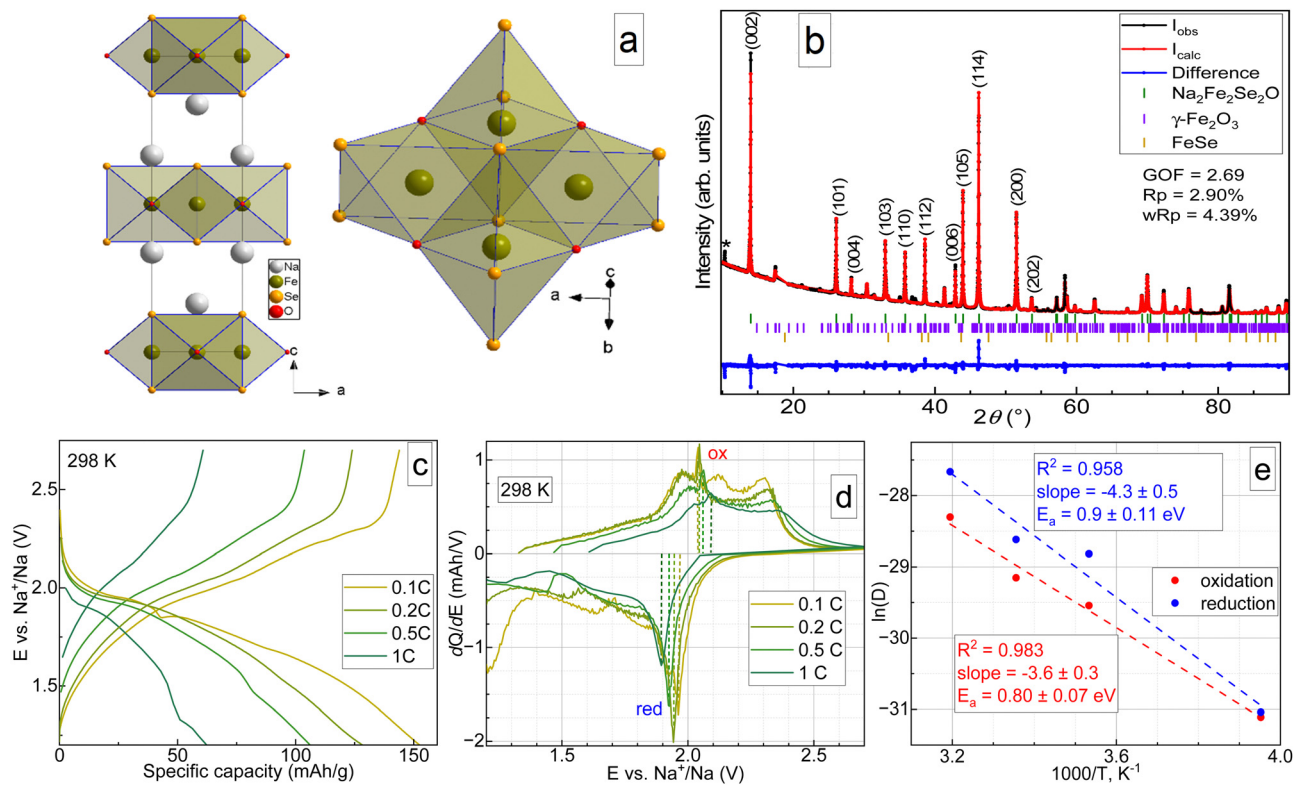 a
Na
Fe
Se
O
c
a
c
a
b
b
Intensity (arb. units)
I_obs
I_calc
Difference
Na₂Fe₂Se₂O
γ-Fe₂O₃
FeSe
GOF = 2.69
Rp = 2.90%
wRp = 4.39%
*
(002)
(101)
(004)
(103)
(110)
(112)
(006)
(105)
(114)
(200)
(202)
20
40
60
80
2θ (°)
c
298 K
E vs. Na⁺/Na (V)
2.5
2.0
1.5
0.1C
0.2C
0.5C
1C
0
50
100
150
Specific capacity (mAh/g)
d
298 K
ox
red
dQ/dE (mAh/V)
1
0
−1
−2
0.1 C
0.2 C
0.5 C
1 C
1.5
2.0
2.5
E vs. Na⁺/Na (V)
e
R² = 0.958
slope = -4.3 ± 0.5
Eₐ = 0.9 ± 0.11 eV
oxidation
reduction
R² = 0.983
slope = -3.6 ± 0.3
Eₐ = 0.80 ± 0.07 eV
ln(D)
−28
−29
−30
−31
3.2
3.6
4.0
1000/T, K⁻¹